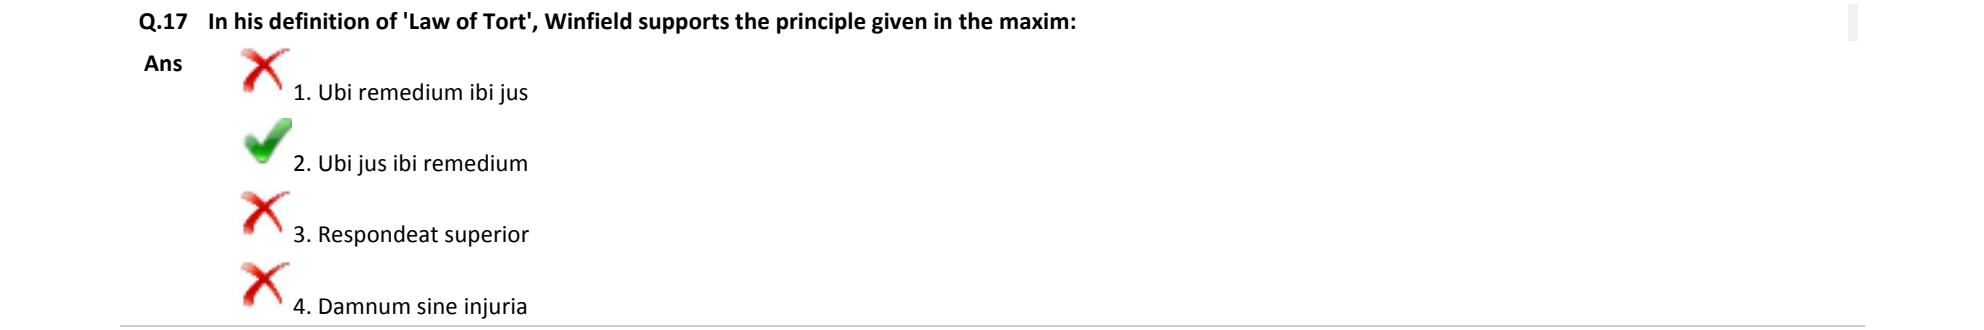 Q.17 In his definition of 'Law of Tort', Winfield supports the principle given in the maxim:
Ans
1. Ubi remedium ibi jus
2. Ubi jus ibi remedium
3. Respondeat superior
4. Damnum sine injuria